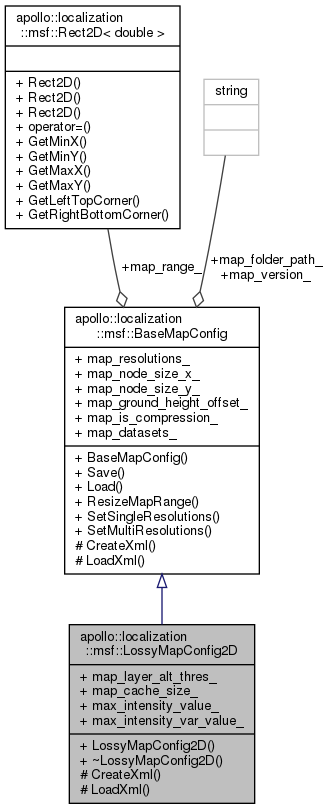 apollo::localization
::msf::Rect2D< double >
+ Rect2D()
+ Rect2D()
+ Rect2D()
+ operator=()
+ GetMinX()
+ GetMinY()
+ GetMaxX()
+ GetMaxY()
+ GetLeftTopCorner()
+ GetRightBottomCorner()
string
+map_range_
+map_folder_path_
+map_version_
apollo::localization
::msf::BaseMapConfig
+ map_resolutions_
+ map_node_size_x_
+ map_node_size_y_
+ map_ground_height_offset_
+ map_is_compression_
+ map_datasets_
+ BaseMapConfig()
+ Save()
+ Load()
+ ResizeMapRange()
+ SetSingleResolutions()
+ SetMultiResolutions()
# CreateXml()
# LoadXml()
apollo::localization
::msf::LossyMapConfig2D
+ map_layer_alt_thres_
+ map_cache_size_
+ max_intensity_value_
+ max_intensity_var_value_
+ LossyMapConfig2D()
+ ~LossyMapConfig2D()
# CreateXml()
# LoadXml()